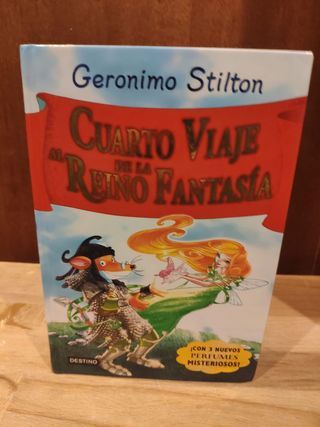 Geronimo Stilton
CUARTO VIAJE
AL REINO DE LA FANTASÍA
DESTINO
¡CON 3 NUEVOS
PERFUMES
MISTERIOSOS!